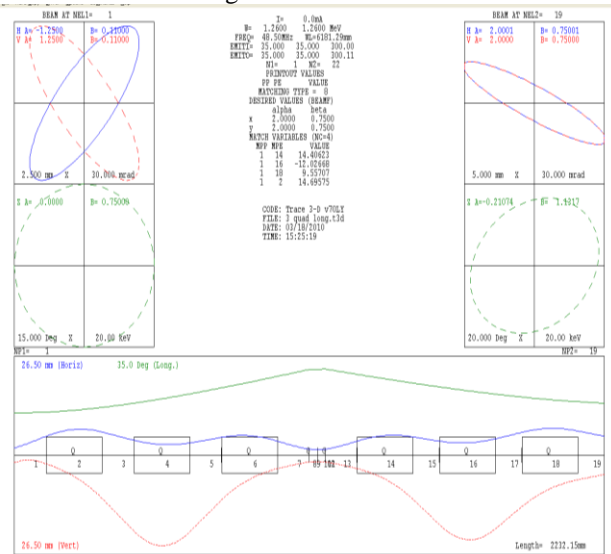 BEAM AT NEL1= 1
H A=-1.2500 B= 0.11000
V A= 1.2500 B= 0.11000
2.500 mm X 30.000 mrad
Z A= 0.0000 B= 0.75000
15.000 Deg X 20.00 KeV
NP1= 1
I= 0.0mA
W= 1.2600 1.2600 MeV
FREQ= 48.50MHz WL=6181.29mm
EMITI= 35.000 35.000 300.00
EMITO= 35.000 35.000 300.11
N1= 1 N2= 22
PRINTOUT VALUES
PP PE VALUE
MATCHING TYPE = 8
DESIRED VALUES (BEAMF)
alpha beta
x 2.0000 0.7500
y 2.0000 0.7500
MATCH VARIABLES (NC=4)
MPP MPE VALUE
1 14 14.40623
1 16 -12.02668
1 18 9.55707
1 2 14.69575
CODE: Trace 3-D v70LY
FILE: 3 quad long.t3d
DATE: 03/18/2010
TIME: 15:25:19
BEAM AT NEL2= 19
H A= 2.0001 B= 0.75001
V A= 2.0000 B= 0.75000
5.000 mm X 30.000 mrad
Z A=-0.21074 B= 1.4317
20.000 Deg X 20.00 KeV
NP2= 19
26.50 mm (Horiz) 35.0 Deg (Long.)
Q Q Q Q Q Q Q
1 2 3 4 5 6 7 13 14 15 16 17 18 19
26.50 mm (Vert) Length= 2232.15mm